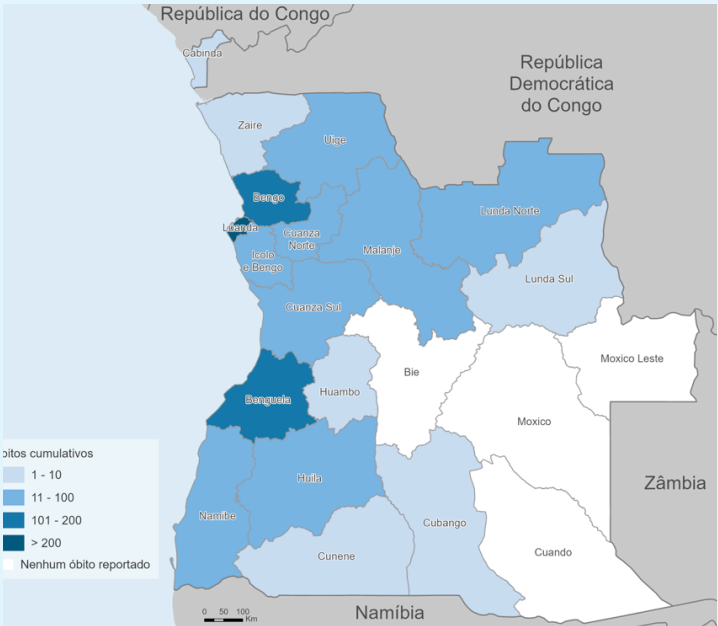 República do Congo
Cabinda
República
Democrática
do Congo
Zaire
Uige
Bengo
Lunda Norte
Luanda
Cuanza
Norte
Malanje
Icolo
e Bengo
Lunda Sul
Cuanza Sul
Moxico Leste
Bie
Huambo
Benguela
Moxico
bitos cumulativos
1 - 10
11 - 100
101 - 200
> 200
Nenhum óbito reportado
Huila
Zâmbia
Namibe
Cubango
Cunene
Cuando
0 50 100
Km
Namíbia